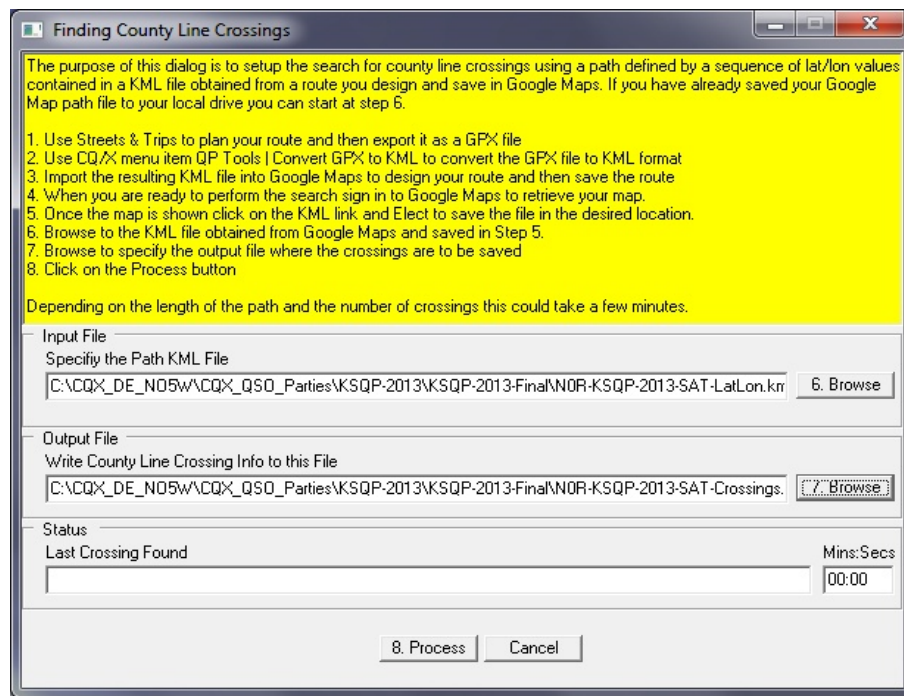 Finding County Line Crossings
The purpose of this dialog is to setup the search for county line crossings using a path defined by a sequence of lat/lon values
contained in a KML file obtained from a route you design and save in Google Maps. If you have already saved your Google
Map path file to your local drive you can start at step 6.
1. Use Streets & Trips to plan your route and then export it as a GPX file
2. Use CQ/X menu item QP Tools | Convert GPX to KML to convert the GPX file to KML format
3. Import the resulting KML file into Google Maps to design your route and then save the route
4. When you are ready to perform the search sign in to Google Maps to retrieve your map.
5. Once the map is shown click on the KML link and Elect to save the file in the desired location.
6. Browse to the KML file obtained from Google Maps and saved in Step 5.
7. Browse to specify the output file where the crossings are to be saved
8. Click on the Process button
Depending on the length of the path and the number of crossings this could take a few minutes.
Input File
Specifiy the Path KML File
C:\CQX_DE_NO5W\CQX_QSO_Parties\KSQP-2013\KSQP-2013-Final\N0R-KSQP-2013-SAT-LatLon.km 6. Browse
Output File
Write County Line Crossing Info to this File
C:\CQX_DE_NO5W\CQX_QSO_Parties\KSQP-2013\KSQP-2013-Final\N0R-KSQP-2013-SAT-Crossings. 7. Browse
Status
Last Crossing Found Mins:Secs
00:00
8. Process Cancel